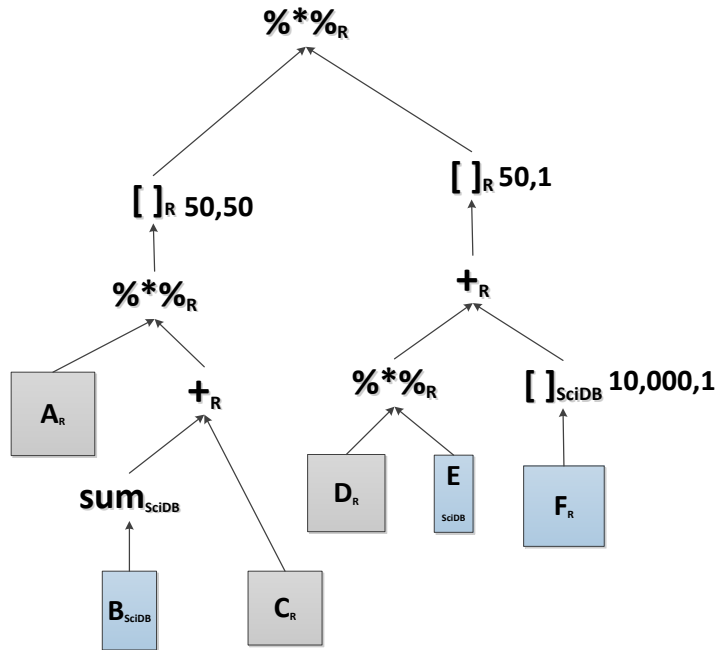 %*%R
[ ]R 50,50
[ ]R 50,1
%*%R
+R
AR
+R
%*%R
[ ]SciDB 10,000,1
sumSciDB
DR
E
SciDB
FR
BSciDB
CR